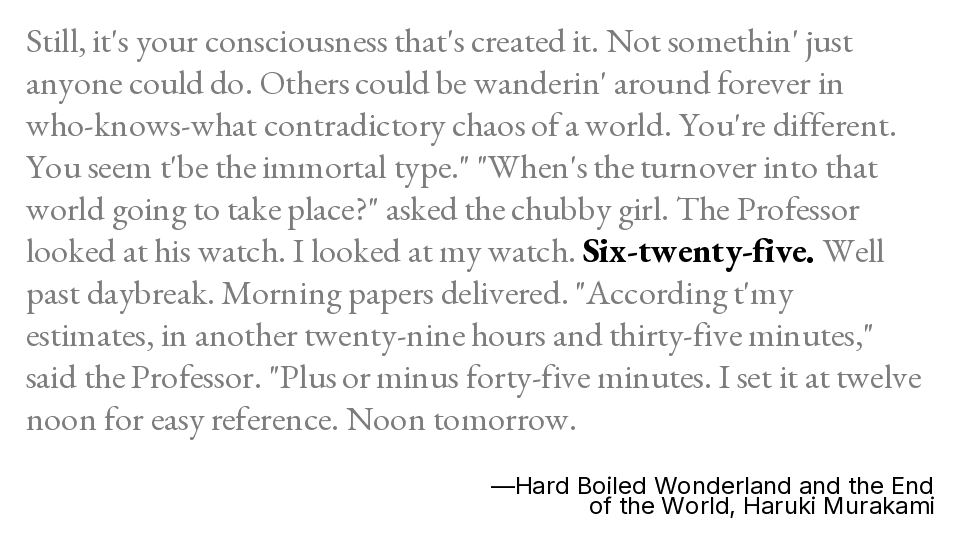 Still, it's your consciousness that's created it. Not somethin' just
anyone could do. Others could be wanderin' around forever in
who-knows-what contradictory chaos of a world. You're different.
You seem t'be the immortal type." "When's the turnover into that
world going to take place?" asked the chubby girl. The Professor
looked at his watch. I looked at my watch. Six-twenty-five. Well
past daybreak. Morning papers delivered. "According t'my
estimates, in another twenty-nine hours and thirty-five minutes,"
said the Professor. "Plus or minus forty-five minutes. I set it at twelve
noon for easy reference. Noon tomorrow.
—Hard Boiled Wonderland and the End
of the World, Haruki Murakami